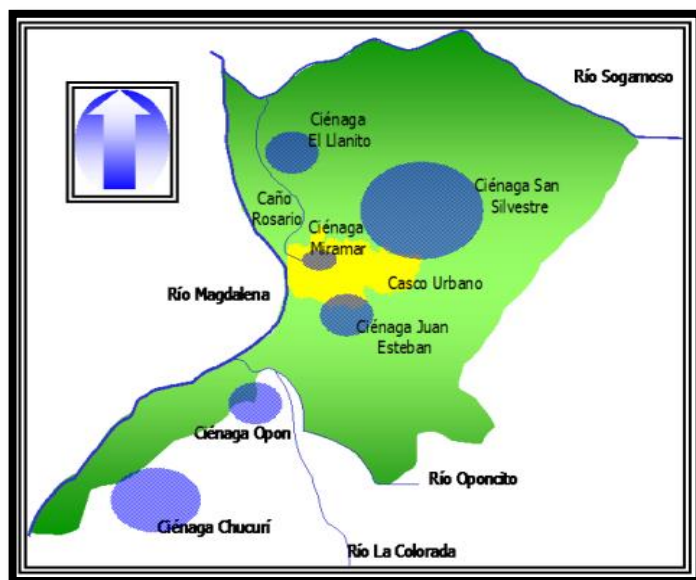 Río Sogamoso
Ciénaga
El Llanito
Ciénaga San
Silvestre
Caño
Rosario
Ciénaga
Miramar
Casco Urbano
Río Magdalena
Ciénaga Juan
Esteban
Ciénaga Opon
Río Oponcito
Ciénaga Chucurí
Río La Colorada